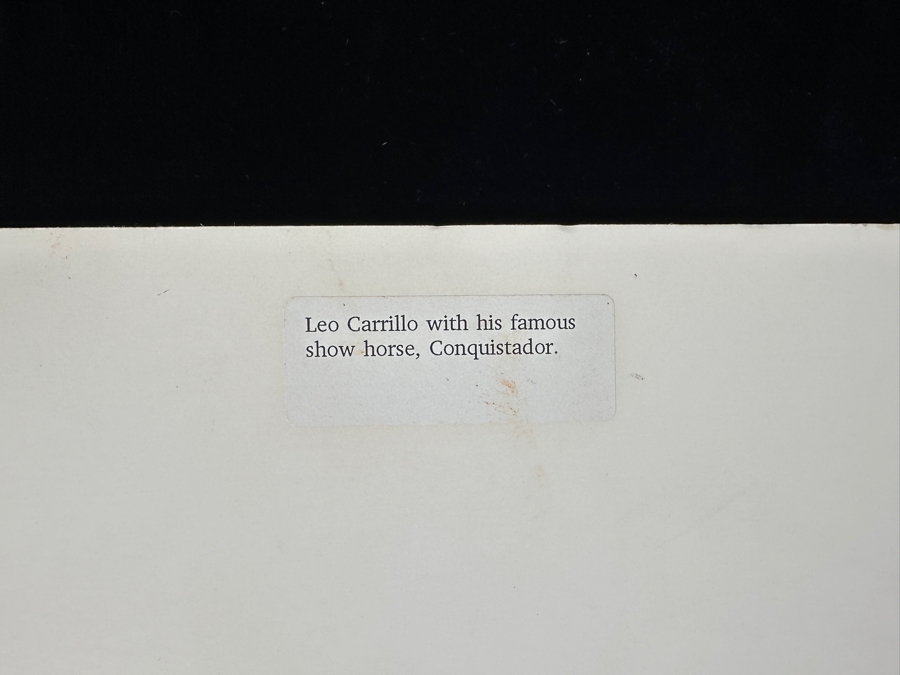 Leo Carrillo with his famous
show horse, Conquistador.